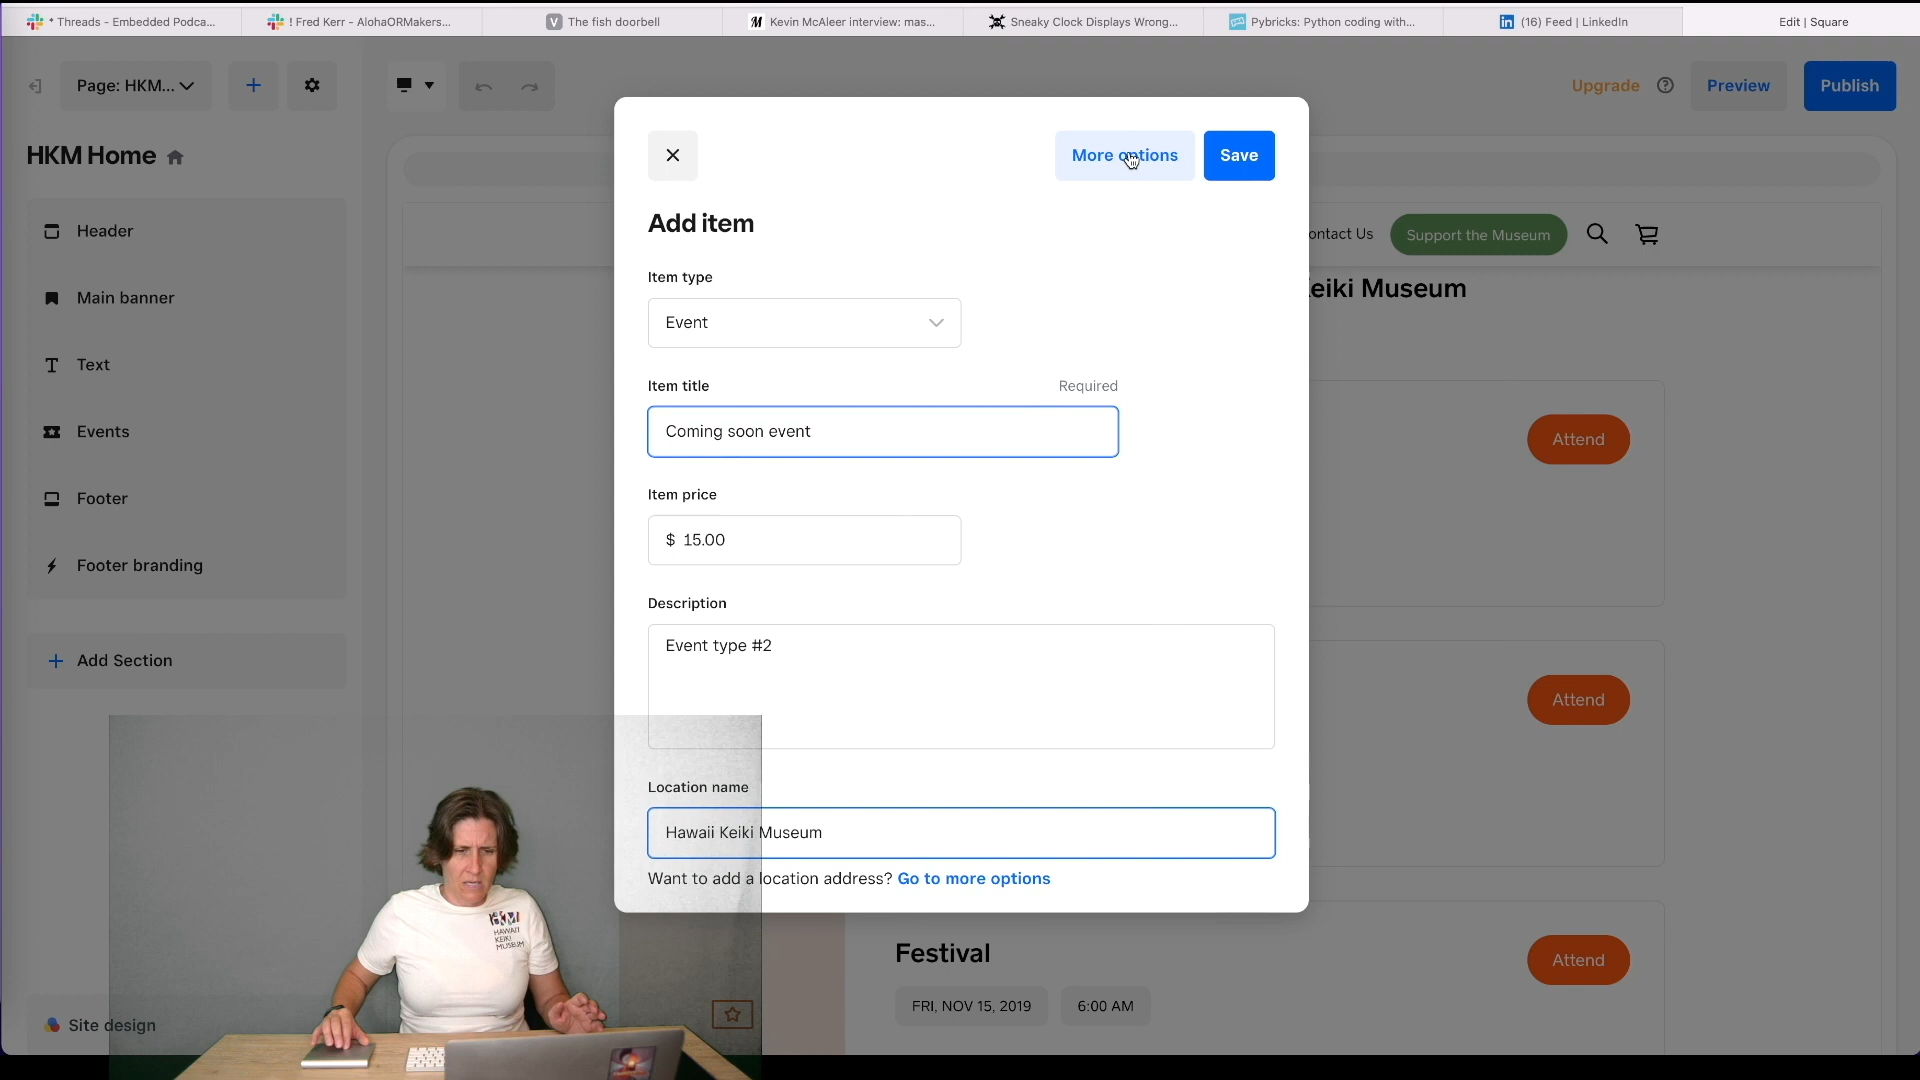 * Threads - Embedded Podca...
! Fred Kerr - AlohaORMakers...
V The fish doorbell
M Kevin McAleer interview: mas...
Sneaky Clock Displays Wrong...
Pybricks: Python coding with...
in (16) Feed | LinkedIn
Edit | Square
Page: HKM...
Upgrade
Preview
Publish
HKM Home
Header
Main banner
Text
Events
Footer
Footer branding
Add Section
Site design
More options
Save
Add item
Item type
Event
Item title
Required
Coming soon event
Item price
$ 15.00
Description
Event type #2
Location name
Hawaii Keiki Museum
Want to add a location address? Go to more options
ontact Us
Support the Museum
eiki Museum
Attend
Attend
Festival
Attend
FRI, NOV 15, 2019
6:00 AM
HKM
HAWAII
KEIKI
MUSEUM